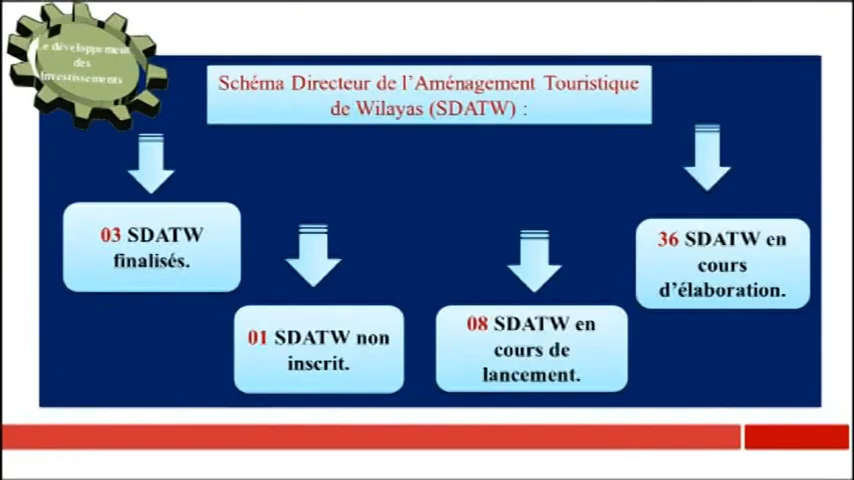 Le développement
des
Investissements
Schéma Directeur de l’Aménagement Touristique
de Wilayas (SDATW) :
03 SDATW
finalisés.
01 SDATW non
inscrit.
08 SDATW en
cours de
lancement.
36 SDATW en
cours
d’élaboration.